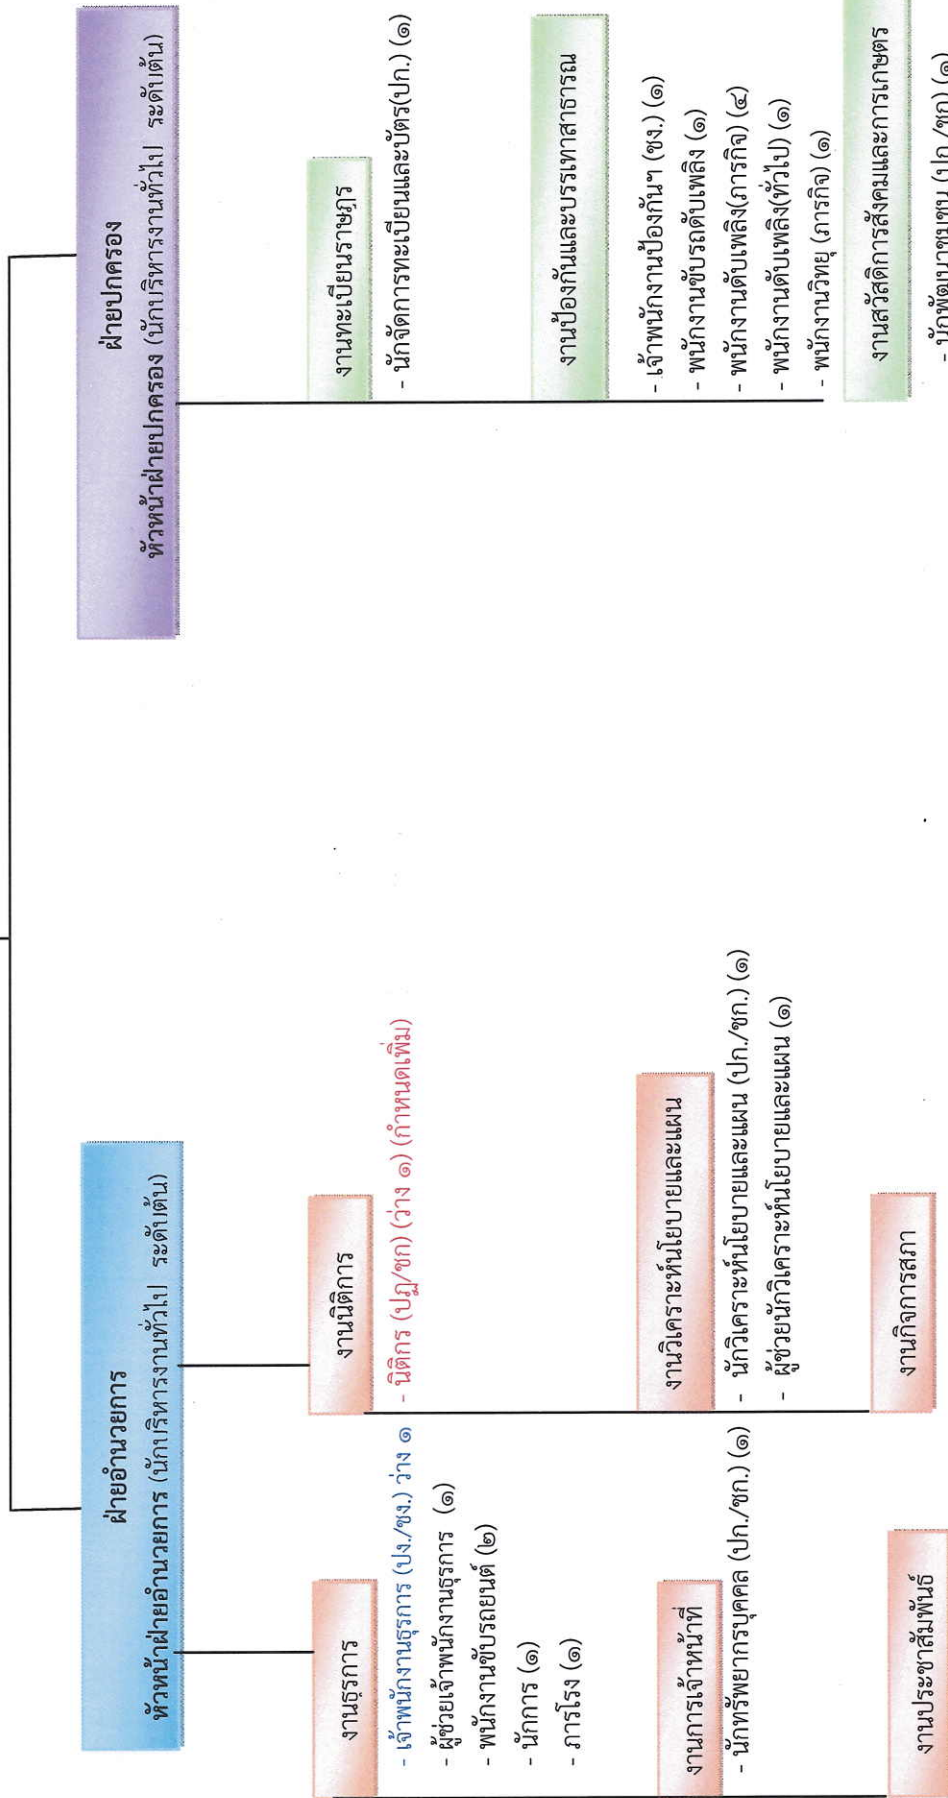 ฝ่ายอำนวยการ
หัวหน้าฝ่ายอำนวยการ (นักบริหารงานทั่วไป ระดับต้น)
งานธุรการ
- เจ้าพนักงานธุรการ (ปง./ชง.) ว่าง ๑
- ผู้ช่วยเจ้าพนักงานธุรการ (๑)
- พนักงานขับรถยนต์ (๒)
- นักการ (๑)
- ภารโรง (๑)
งานการเจ้าหน้าที่
- นักทรัพยากรบุคคล (ปก./ชก.) (๑)
งานประชาสัมพันธ์
งานนิติการ
- นิติกร (ปฏ/ชก) (ว่าง ๑) (กำหนดเพิ่ม)
งานวิเคราะห์นโยบายและแผน
- นักวิเคราะห์นโยบายและแผน (ปก./ชก.) (๑)
- ผู้ช่วยนักวิเคราะห์นโยบายและแผน (๑)
งานกิจการสภา
ฝ่ายปกครอง
หัวหน้าฝ่ายปกครอง (นักบริหารงานทั่วไป ระดับต้น)
งานทะเบียนราษฎร
- นักจัดการทะเบียนและบัตร(ปก.) (๑)
งานป้องกันและบรรเทาสาธารณ
- เจ้าพนักงานป้องกันฯ (ชง.) (๑)
- พนักงานขับรถดับเพลิง (๑)
- พนักงานดับเพลิง(ภารกิจ) (๔)
- พนักงานดับเพลิง(ทั่วไป) (๑)
- พนักงานวิทยุ (ภารกิจ) (๑)
งานสวัสดิการสังคมและการเกษตร
- นักพัฒนาชุมชน (ปก./ชก) (๑)